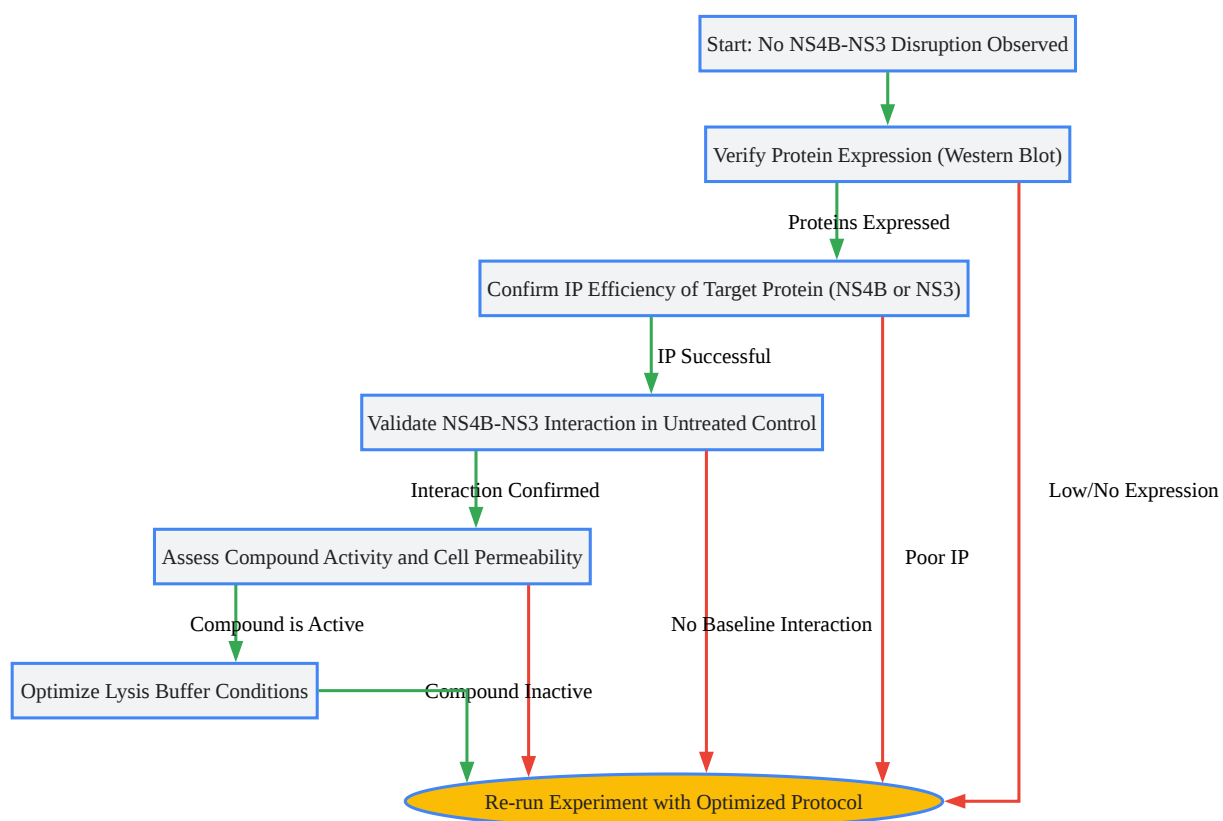 Start: No NS4B-NS3 Disruption Observed
Verify Protein Expression (Western Blot)
Proteins Expressed
Confirm IP Efficiency of Target Protein (NS4B or NS3)
IP Successful
Validate NS4B-NS3 Interaction in Untreated Control
Interaction Confirmed
Low/No Expression
Assess Compound Activity and Cell Permeability
Poor IP
Compound is Active
No Baseline Interaction
Optimize Lysis Buffer Conditions
Compound Inactive
Re-run Experiment with Optimized Protocol